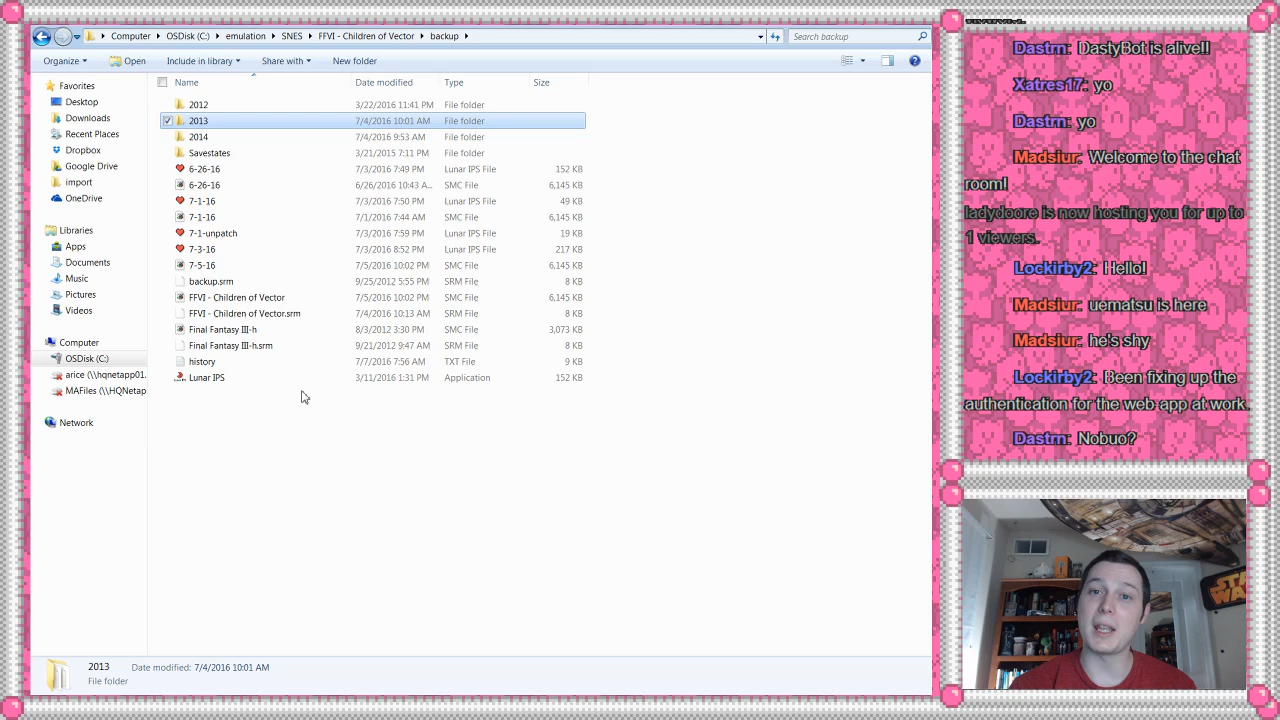 Computer ▸ OSDisk (C:) ▸ emulation ▸ SNES ▸ FFVI - Children of Vector ▸ backup ▸
Search backup
Organize Open Include in library Share with New folder
Name Date modified Type Size
Favorites
Desktop
Downloads
Recent Places
Dropbox
Google Drive
import
OneDrive
Libraries
Apps
Documents
Music
Pictures
Videos
Computer
OSDisk (C:)
arice (\\hqnetapp01.
MAFiles (\\HQNetap
Network
2012 3/22/2016 11:41 PM File folder
2013 7/4/2016 10:01 AM File folder
2014 7/4/2016 9:53 AM File folder
Savestates 3/21/2015 7:11 PM File folder
6-26-16 7/3/2016 7:49 PM Lunar IPS File 152 KB
6-26-16 6/26/2016 10:43 A... SMC File 6,145 KB
7-1-16 7/3/2016 7:50 PM Lunar IPS File 49 KB
7-1-16 7/1/2016 7:44 AM SMC File 6,145 KB
7-1-unpatch 7/3/2016 7:59 PM Lunar IPS File 19 KB
7-3-16 7/3/2016 8:52 PM Lunar IPS File 217 KB
7-5-16 7/5/2016 10:02 PM SMC File 6,145 KB
backup.srm 8/2/2012 5:55 PM SRM File 8 KB
FFVI - Children of Vector 7/5/2016 10:02 PM SMC File 6,145 KB
FFVI - Children of Vector.srm 7/4/2016 10:13 AM SRM File 8 KB
Final Fantasy III-h 8/3/2012 3:30 PM SMC File 3,073 KB
Final Fantasy III-h.srm 9/21/2012 9:47 AM SRM File 8 KB
history 7/7/2016 7:56 AM TXT File 9 KB
Lunar IPS 3/11/2016 1:31 PM Application 152 KB
2013 Date modified: 7/4/2016 10:01 AM
File folder
Dastrn: DastyBot is alive!!
Xatres17: yo
Dastrn: yo
Madsiur: Welcome to the chat
room!
ladydoore is now hosting you for up to
1 viewers.
Lockirby2: Hello!
Madsiur: uematsu is here
Madsiur: he's shy
Lockirby2: Been fixing up the
authentication for the web app at work.
Dastrn: Nobuo?
STAR
WA